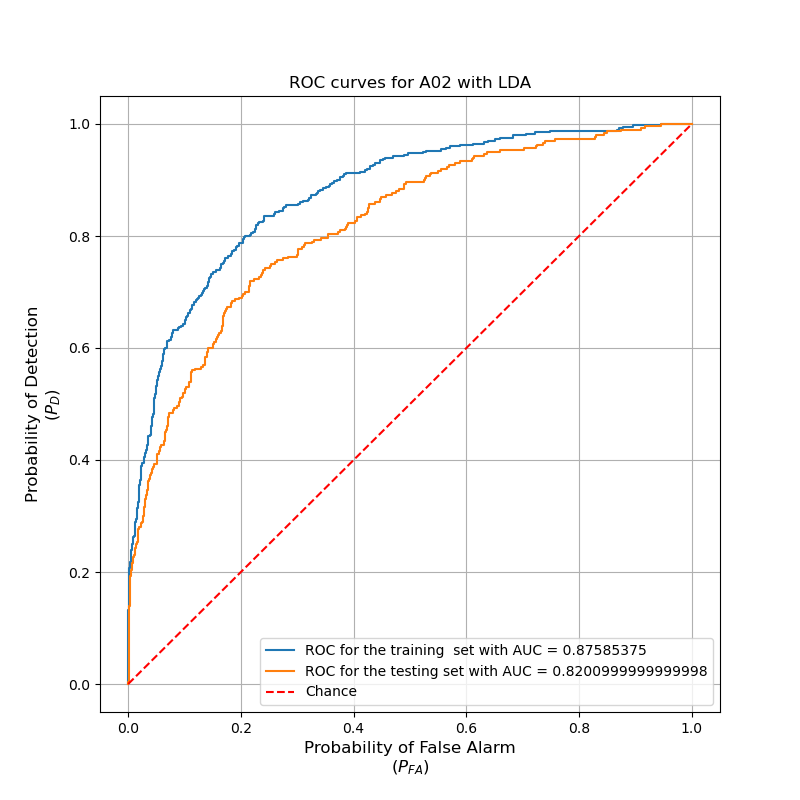 ROC curves for A02 with LDA
1.0
0.8
0.6
0.4
0.2
0.0
Probability of Detection
(P_D)
ROC for the training  set with AUC = 0.87585375
ROC for the testing set with AUC = 0.8200999999999998
Chance
0.0 0.2 0.4 0.6 0.8 1.0
Probability of False Alarm
(P_{FA})